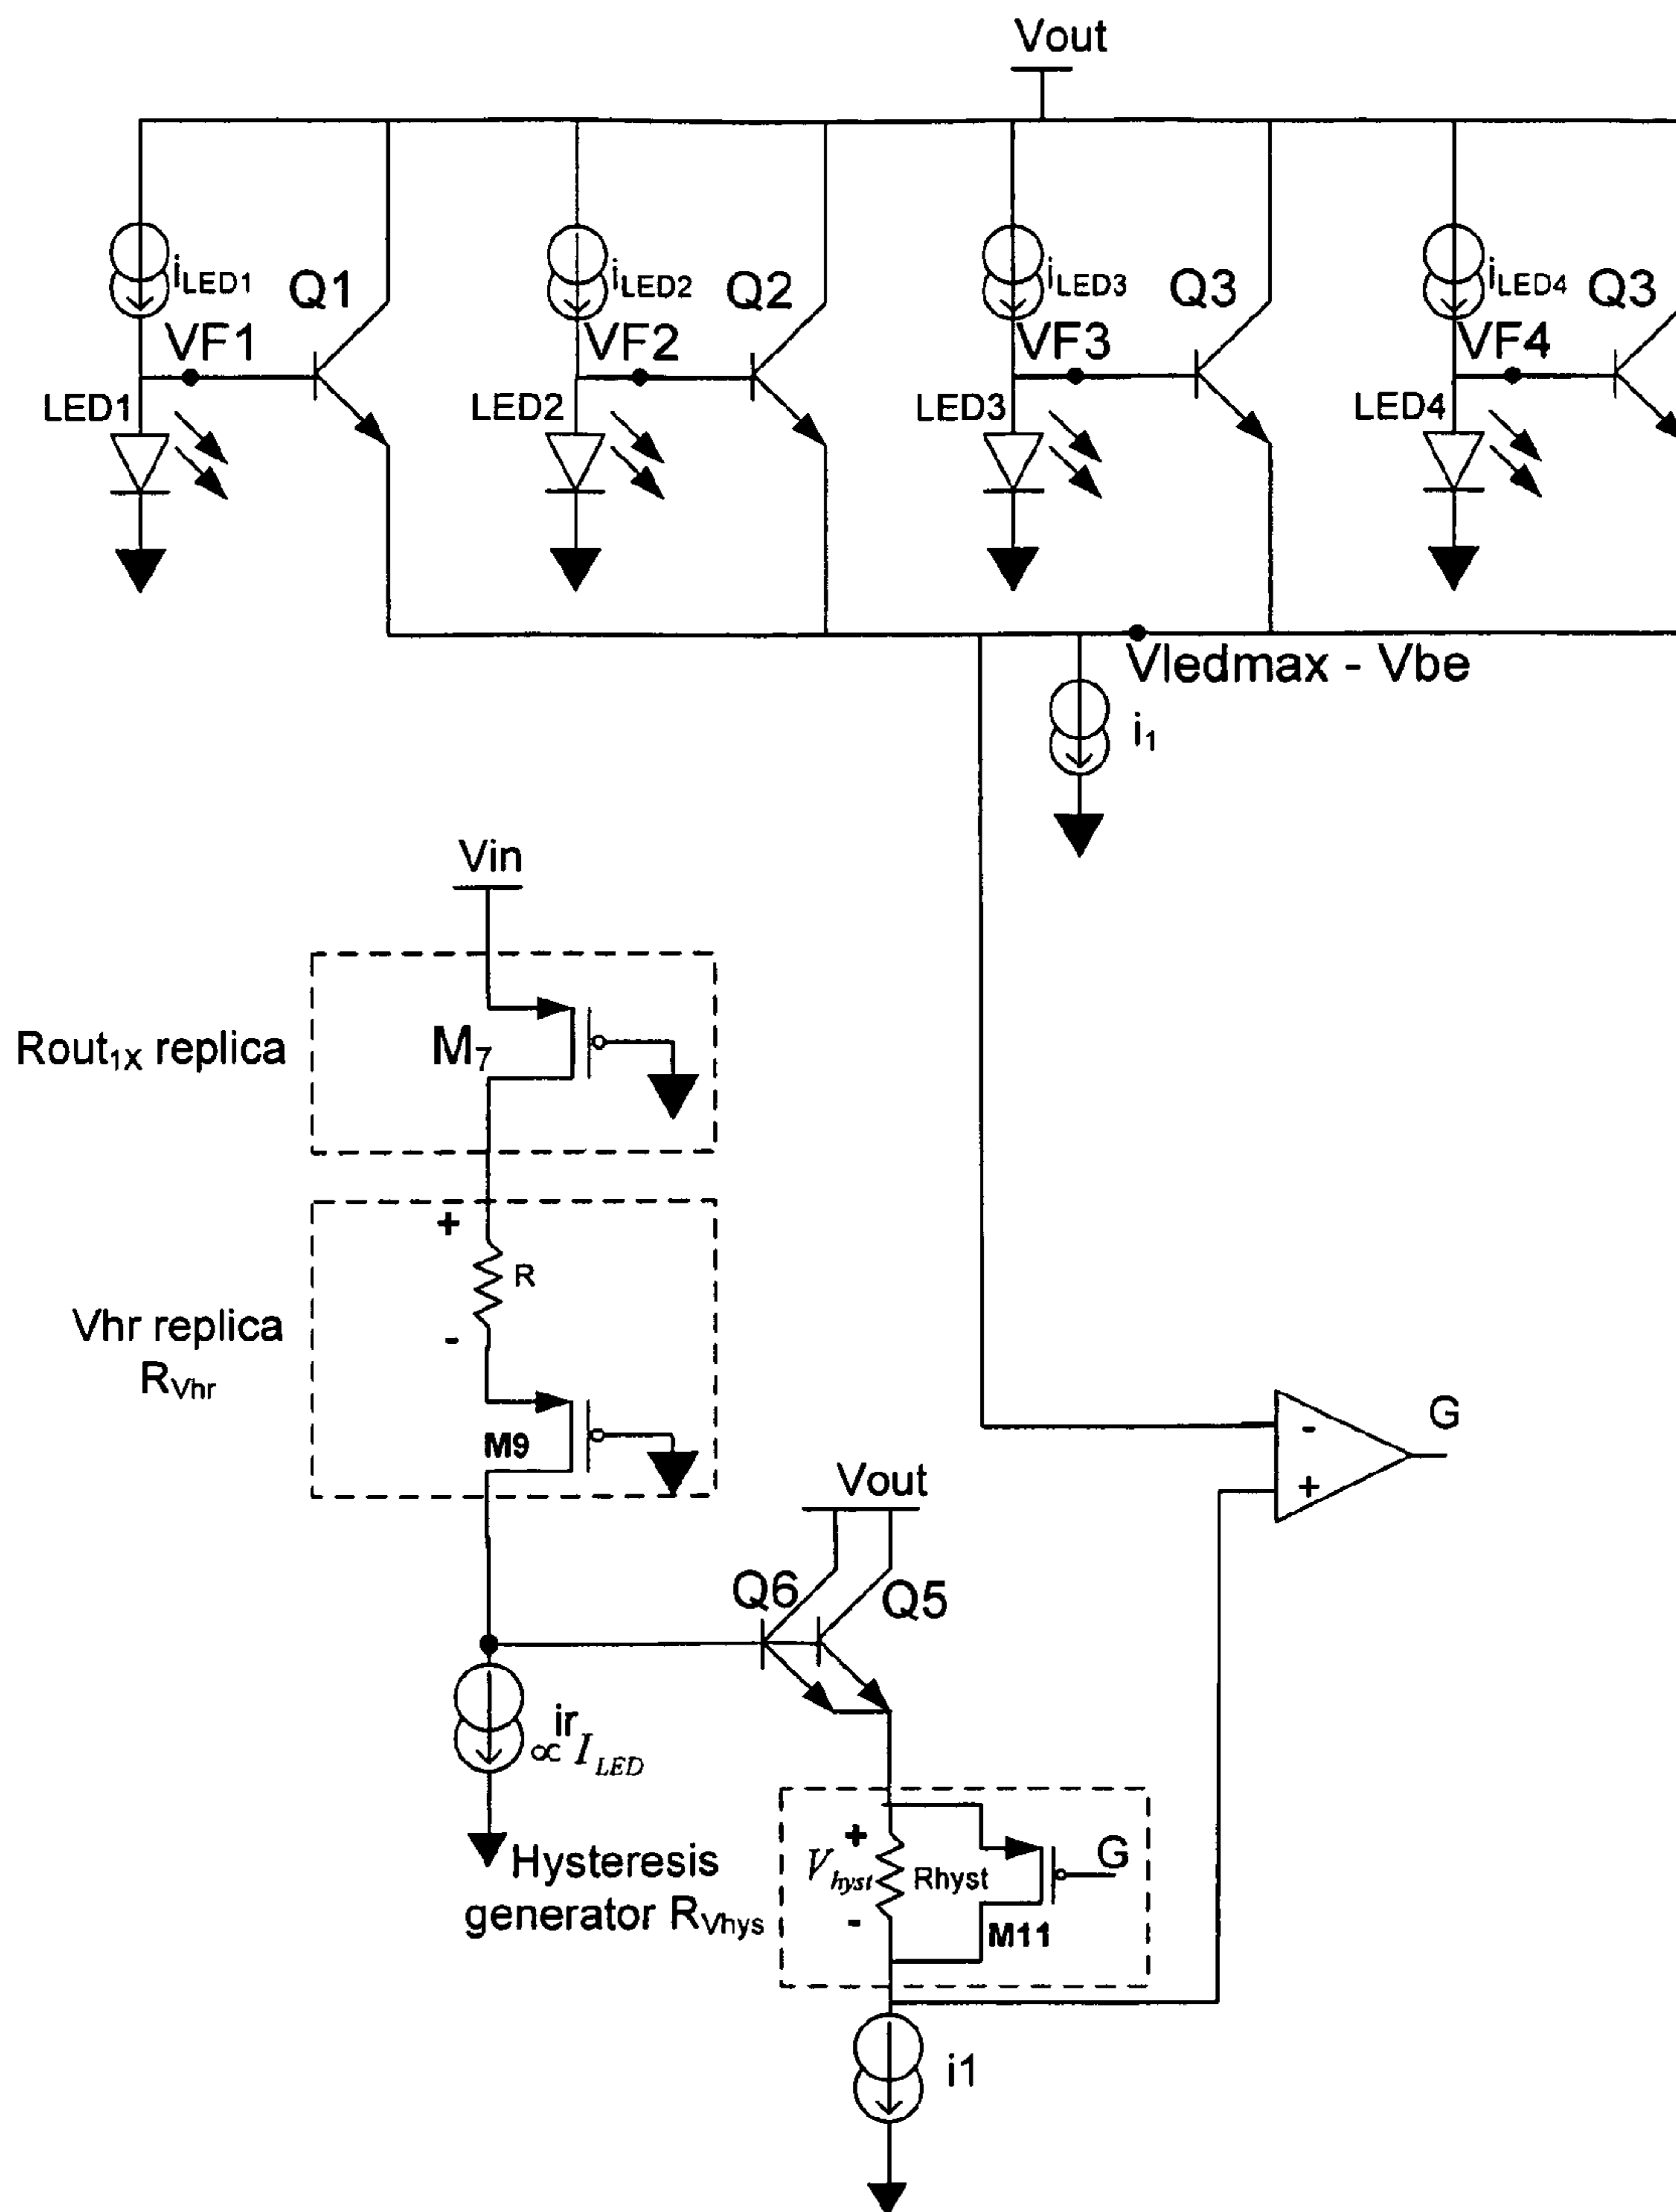 Vout
iLED1
Q1
iLED2
Q2
iLED3
Q3
iLED4
Q3
VF1
VF2
VF3
VF4
LED1
LED2
LED3
LED4
Vledmax - Vbe
i1
Vin
Rout1X replica
M7
+
R
-
Vhr replica
RVhr
M9
-
+
G
Vout
Q6
Q5
ir
∝ILED
Hysteresis
generator RVhys
+
Vhyst
Rhyst
-
G
M11
i1